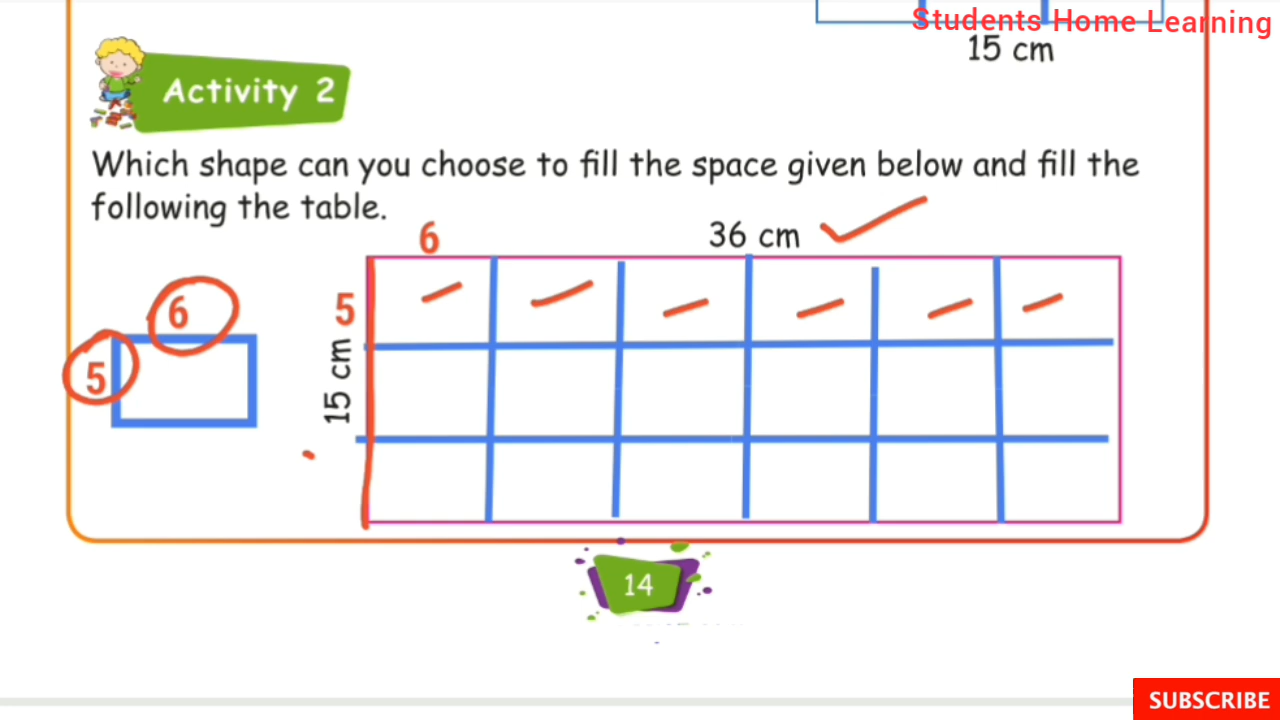 Students Home Learning
15 cm
Activity 2
Which shape can you choose to fill the space given below and fill the
following the table.
6
36 cm
6
5
5
15 cm
14
SUBSCRIBE